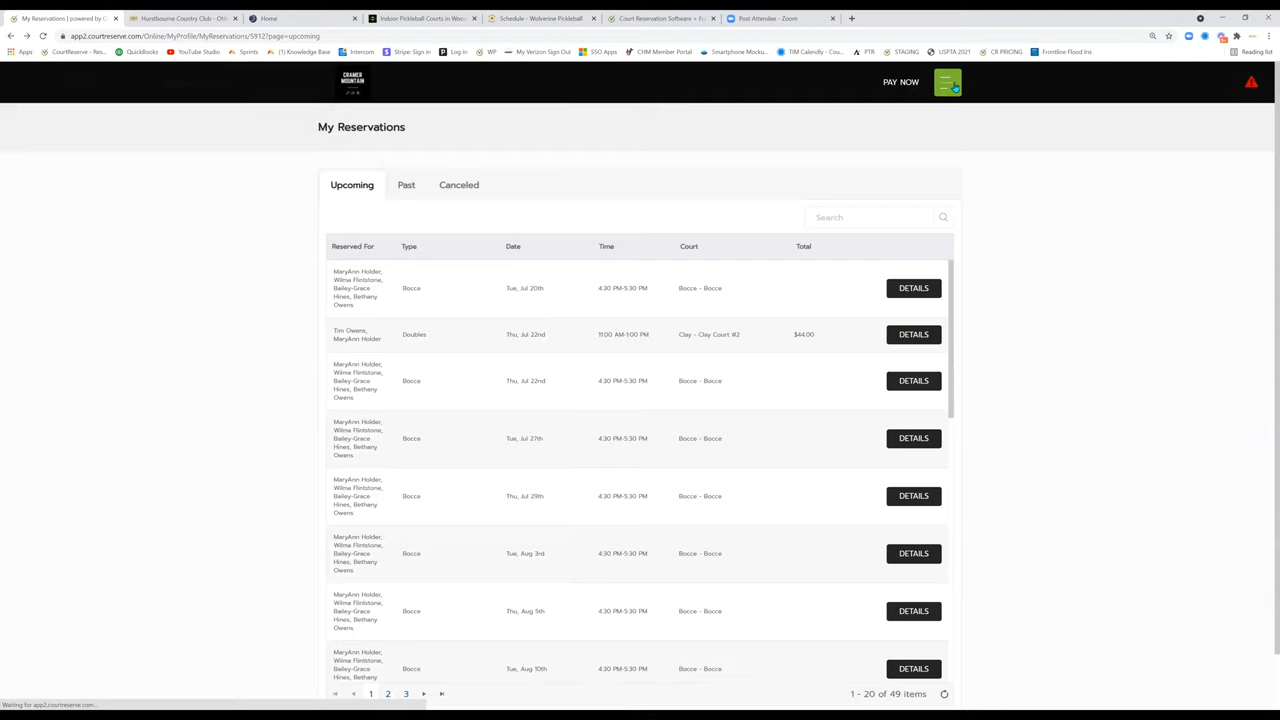 My Reservations | powered by C
Hurstbourne Country Club - Oth
Home
Indoor Pickleball Courts in Woo
Schedule - Wolverine Pickleball
Court Reservation Software + Fu
Post Attendee - Zoom
app2.courtreserve.com/Online/MyProfile/MyReservations/5912?page=upcoming
Apps
CourtReserve - Res...
QuickBooks
YouTube Studio
Sprints
(1) Knowledge Base
Intercom
Stripe: Sign in
Log in
WP
My Verizon Sign Out
SSO Apps
CHM Member Portal
Smartphone Mocku...
TIM Calendly - Cou...
PTR
STAGING
USPTA 2021
CR PRICING
Frontline Flood Ins
Reading list
CRAMER
MOUNTAIN
PAY NOW
My Reservations
Upcoming Past Canceled
Search
Reserved For Type Date Time Court Total
MaryAnn Holder,
Wilma Flintstone,
Bailey-Grace
Hines, Bethany
Owens
Bocce Tue, Jul 20th 4:30 PM-5:30 PM Bocce - Bocce DETAILS
Tim Owens,
MaryAnn Holder
Doubles Thu, Jul 22nd 11:00 AM-1:00 PM Clay - Clay Court #2 $44.00 DETAILS
MaryAnn Holder,
Wilma Flintstone,
Bailey-Grace
Hines, Bethany
Owens
Bocce Thu, Jul 22nd 4:30 PM-5:30 PM Bocce - Bocce DETAILS
MaryAnn Holder,
Wilma Flintstone,
Bailey-Grace
Hines, Bethany
Owens
Bocce Tue, Jul 27th 4:30 PM-5:30 PM Bocce - Bocce DETAILS
MaryAnn Holder,
Wilma Flintstone,
Bailey-Grace
Hines, Bethany
Owens
Bocce Thu, Jul 29th 4:30 PM-5:30 PM Bocce - Bocce DETAILS
MaryAnn Holder,
Wilma Flintstone,
Bailey-Grace
Hines, Bethany
Owens
Bocce Tue, Aug 3rd 4:30 PM-5:30 PM Bocce - Bocce DETAILS
MaryAnn Holder,
Wilma Flintstone,
Bailey-Grace
Hines, Bethany
Owens
Bocce Thu, Aug 5th 4:30 PM-5:30 PM Bocce - Bocce DETAILS
MaryAnn Holder,
Wilma Flintstone,
Bailey-Grace
Hines, Bethany
Bocce Tue, Aug 10th 4:30 PM-5:30 PM Bocce - Bocce DETAILS
1 2 3
1 - 20 of 49 items
Waiting for app2.courtreserve.com...